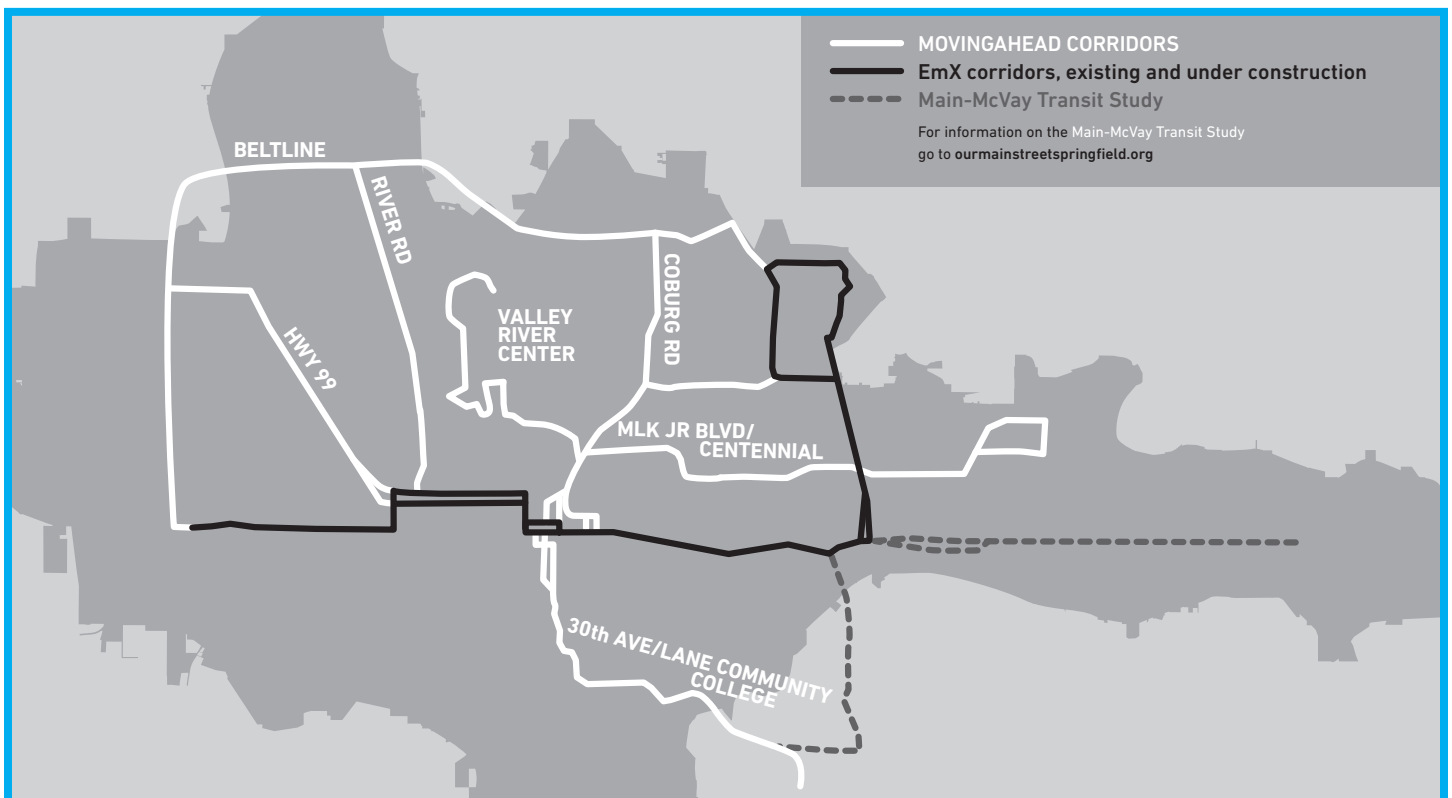 MOVINGAHEAD CORRIDORS
EmX corridors, existing and under construction
Main-McVay Transit Study
For information on the Main-McVay Transit Study
go to ourmainstreetspringfield.org
BELTLINE
RIVER RD
COBURG RD
VALLEY
RIVER
CENTER
HWY 99
MLK JR BLVD/
CENTENNIAL
30th AVE/LANE COMMUNITY
COLLEGE